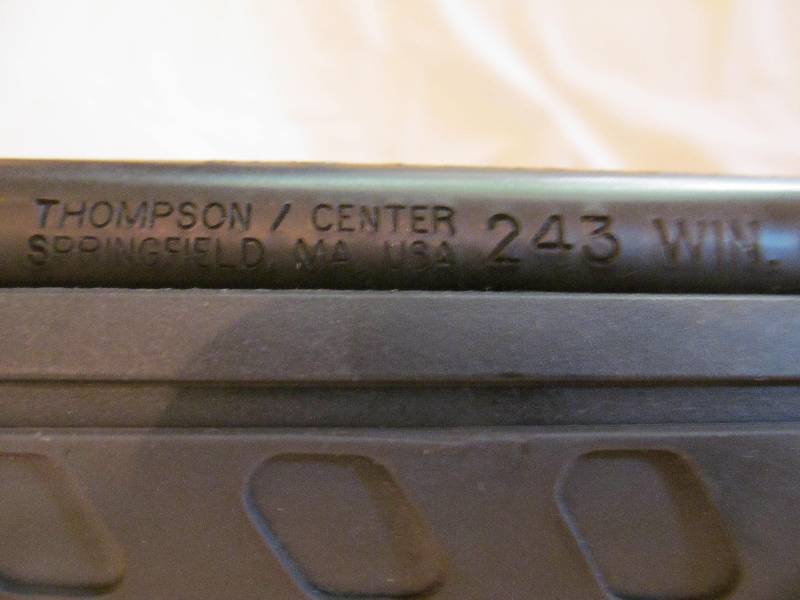 THOMPSON / CENTER
SPRINGFIELD, MA USA
243 WIN.